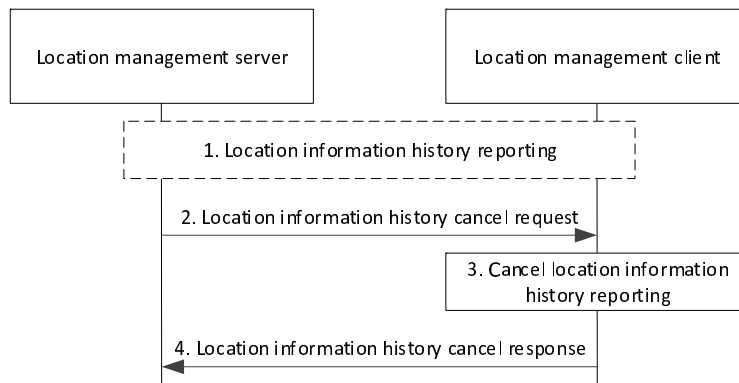 Location management server
Location management client
1. Location information history reporting
2. Location information history cancel request
3. Cancel location information
history reporting
4. Location information history cancel response